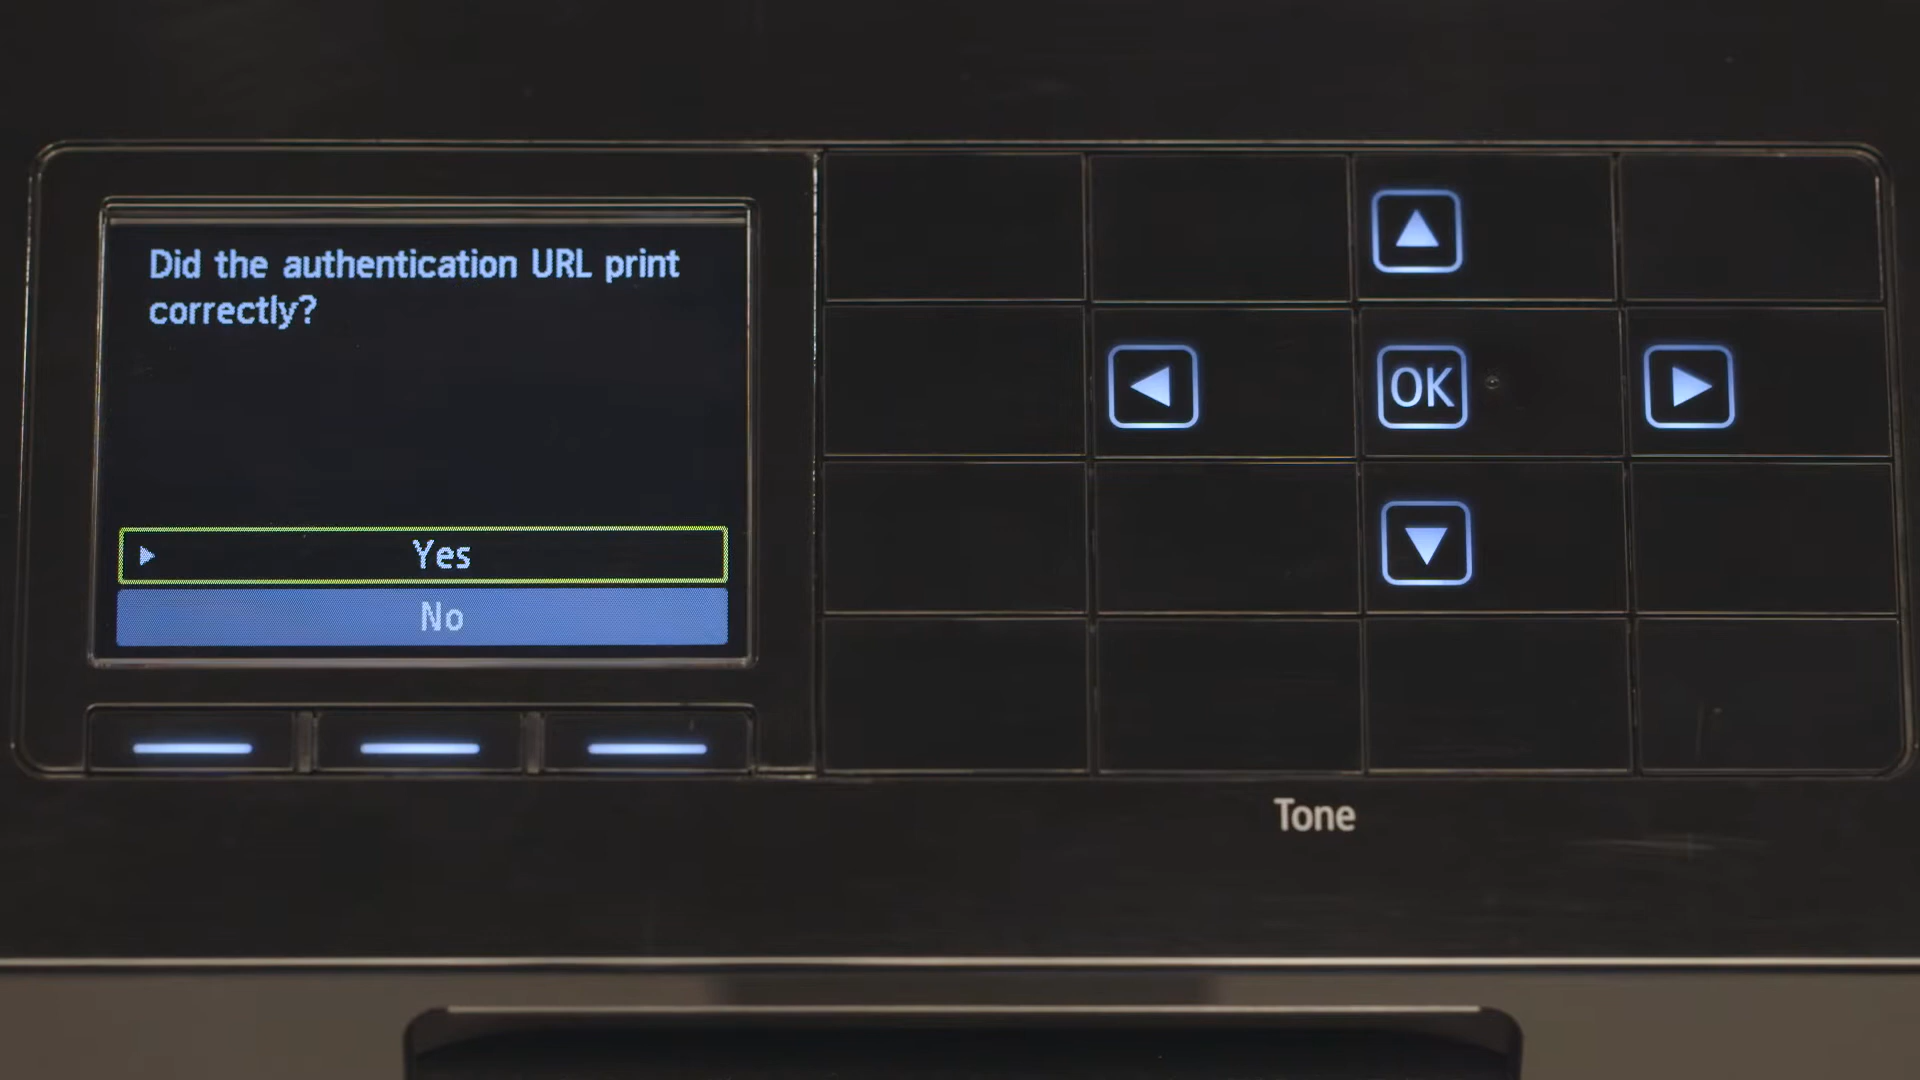 Did the authentication URL print
correctly?
Yes
No
OK
Tone